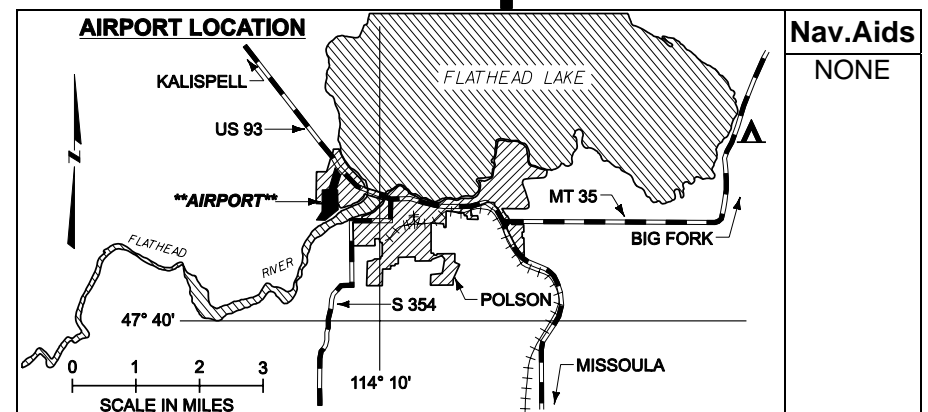 AIRPORT LOCATION
Nav.Aids
NONE
KALISPELL
FLATHEAD LAKE
US 93
N
**AIRPORT**
MT 35
BIG FORK
FLATHEAD
RIVER
POLSON
S 354
47° 40'
MISSOULA
0 1 2 3
114° 10'
SCALE IN MILES